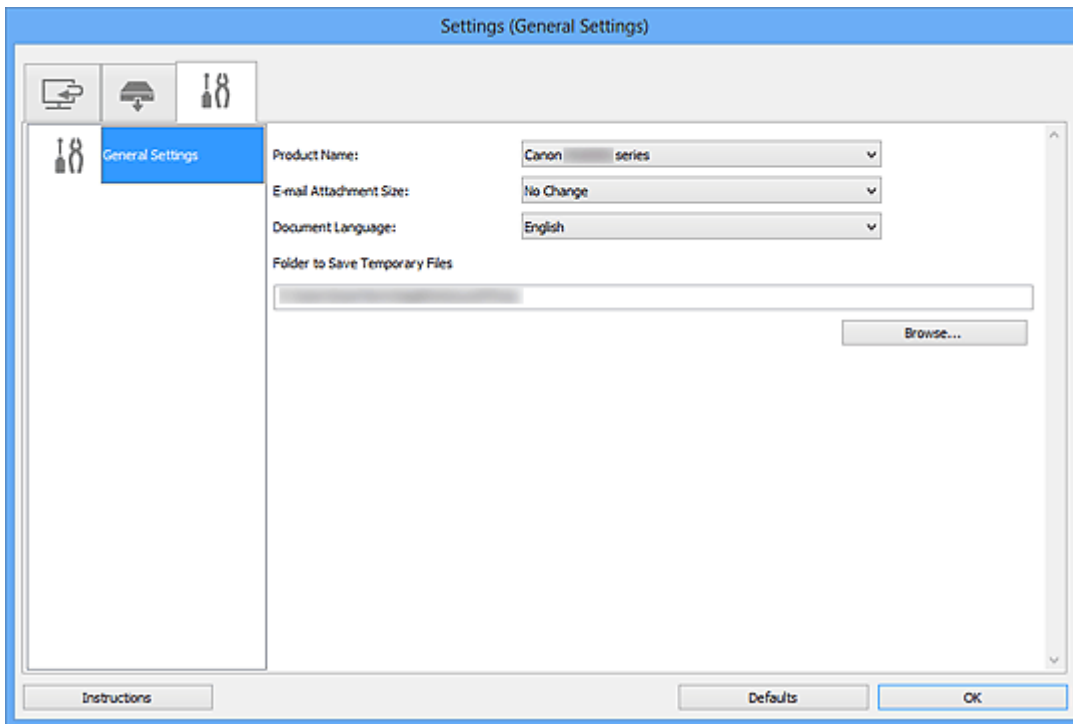 Settings (General Settings)
General Settings
Product Name:
Canon series
E-mail Attachment Size:
No Change
Document Language:
English
Folder to Save Temporary Files
Browse...
Instructions
Defaults
OK